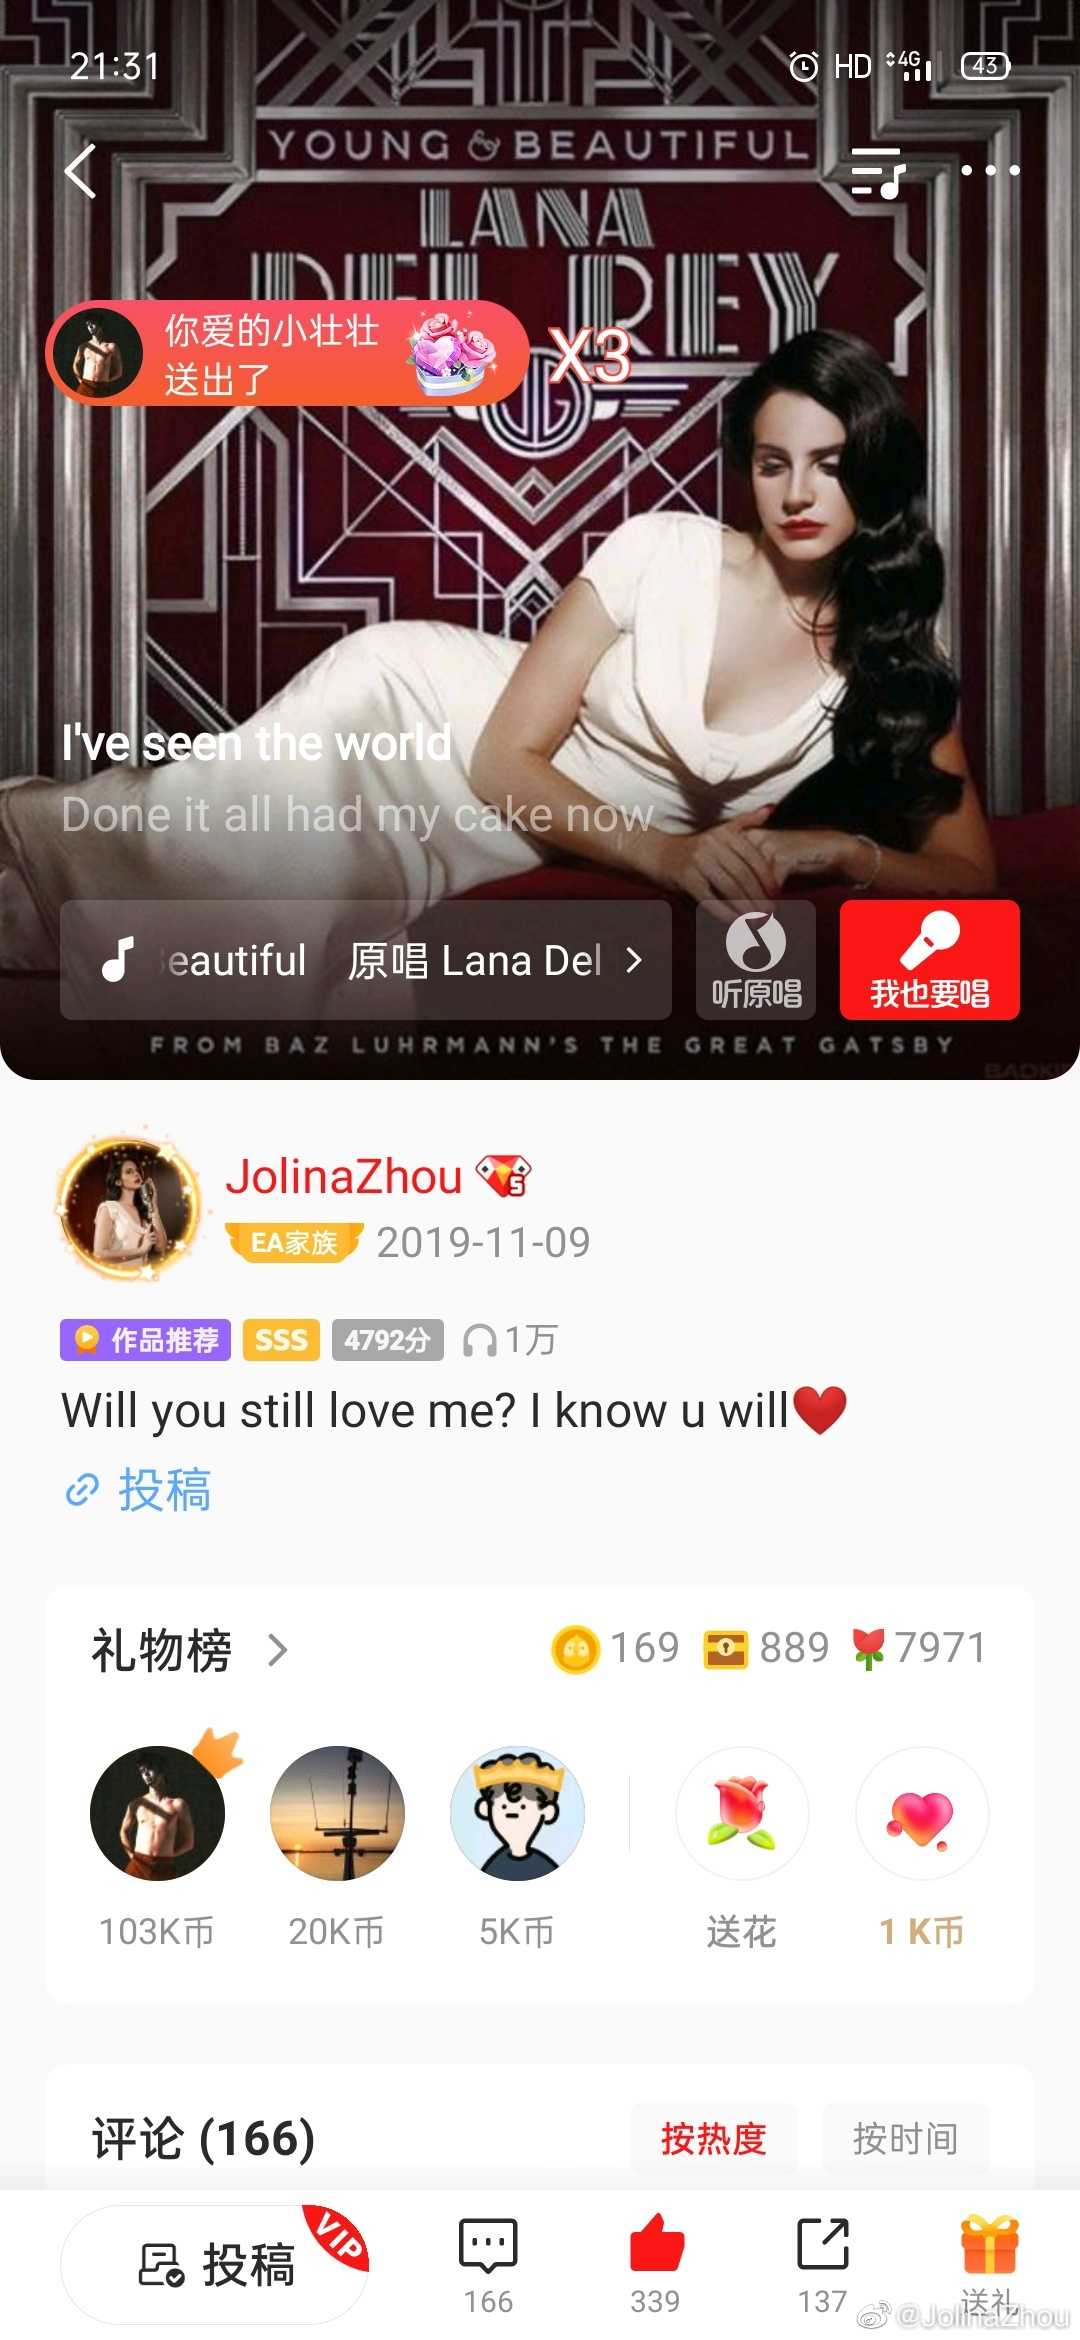 21:31
HD 4G 43
YOUNG & BEAUTIFUL
LANA
DEL REY
你爱的小壮壮
送出了
X3
I've seen the world
Done it all had my cake now
eautiful 原唱 Lana Del
听原唱
我也要唱
FROM BAZ LUHRMANN'S THE GREAT GATSBY
JolinaZhou 5
EA家族 2019-11-09
作品推荐 SSS 4792分 1万
Will you still love me? I know u will❤
投稿
礼物榜 169 889 7971
103K币 20K币 5K币 送花 1 K币
评论 (166) 按热度 按时间
投稿 VIP
166 339 137 送礼
@JolinaZhou